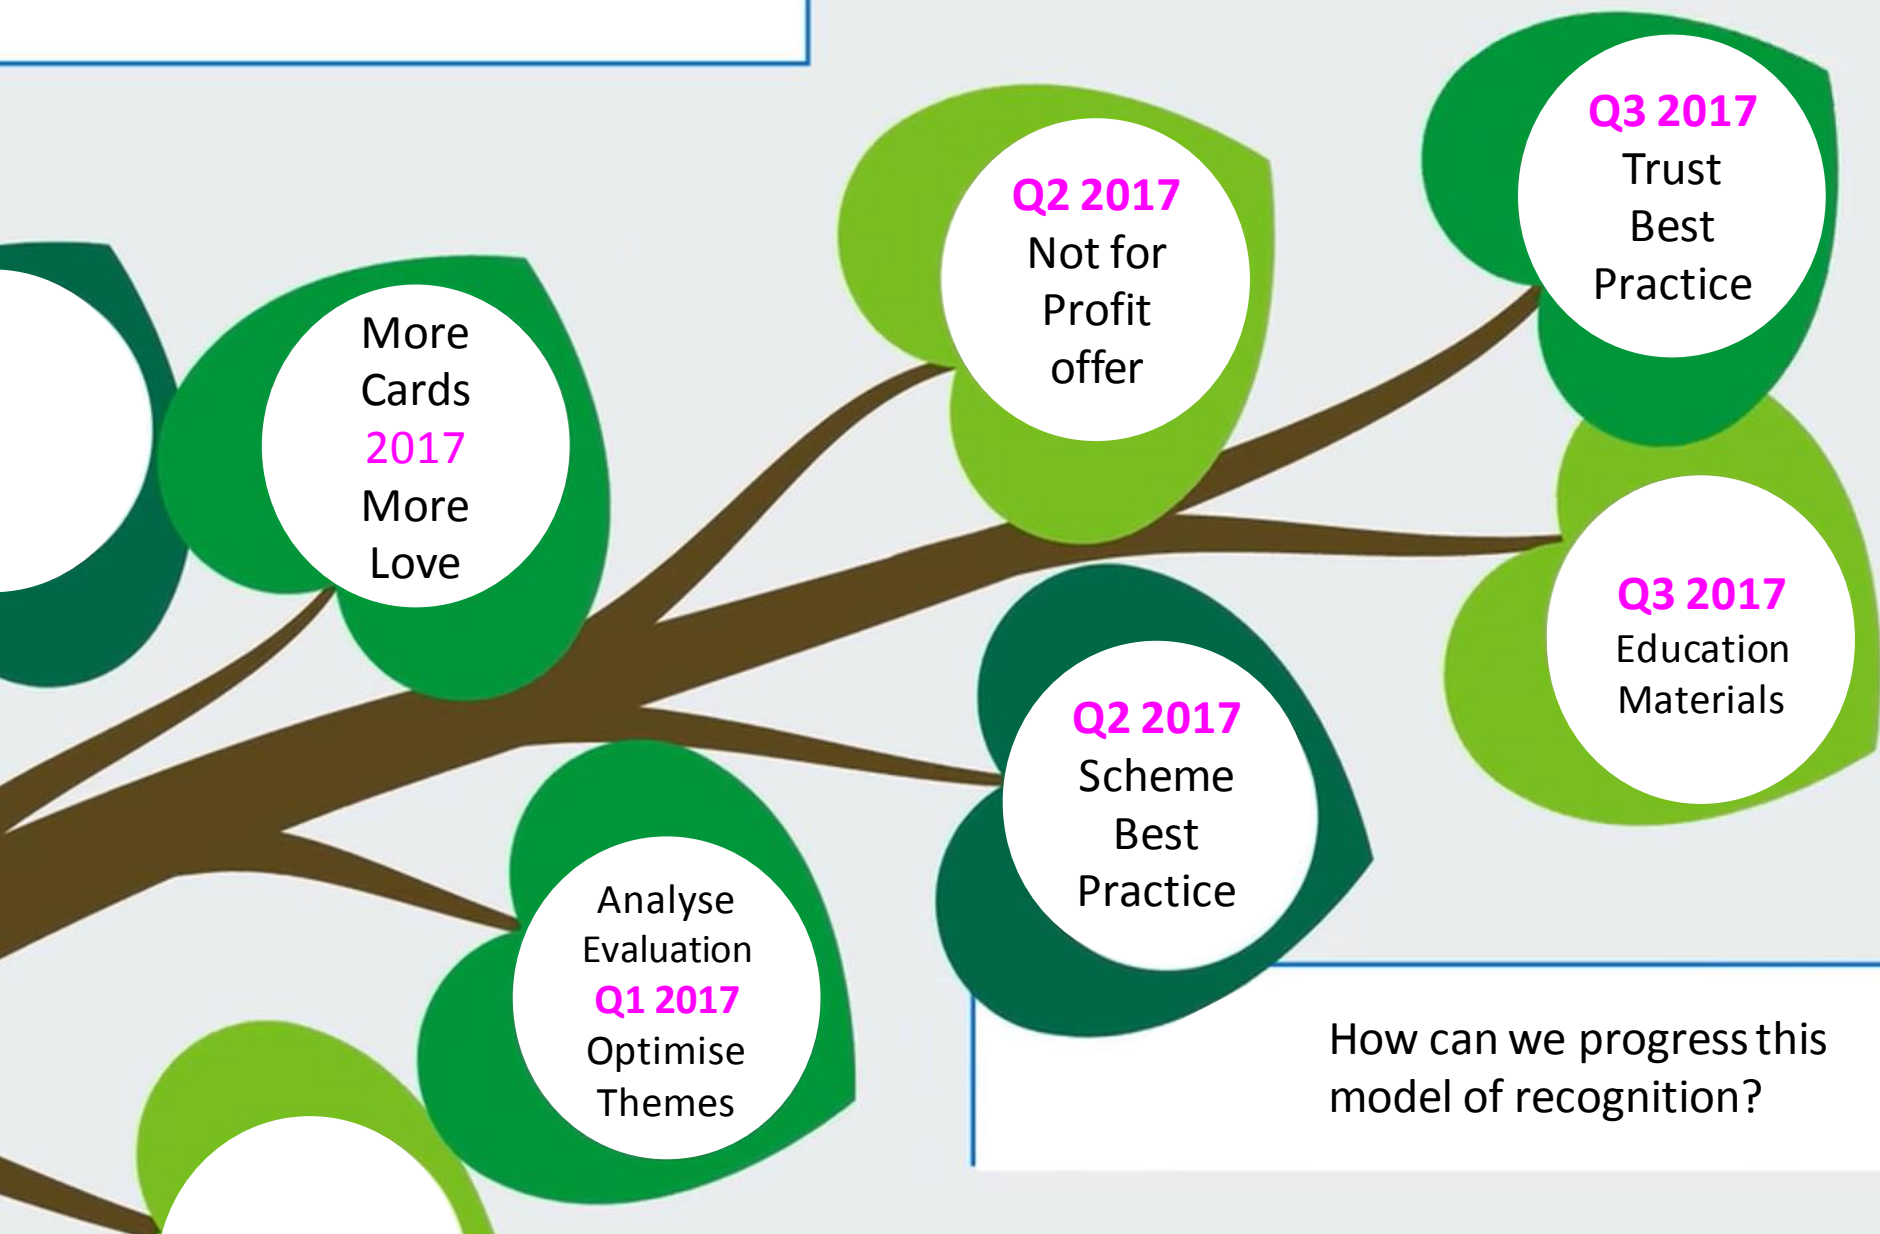 More
Cards
2017
More
Love
Q2 2017
Not for
Profit
offer
Q3 2017
Trust
Best
Practice
Q3 2017
Education
Materials
Q2 2017
Scheme
Best
Practice
Analyse
Evaluation
Q1 2017
Optimise
Themes
How can we progress this
model of recognition?